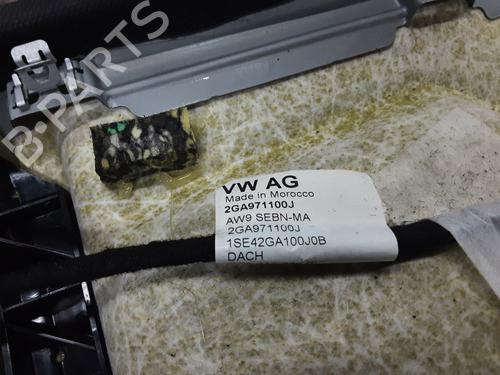 B-PARTS
VW AG
Made in Morocco
2GA971100J
AW9 SEBN-MA
2GA971100J
1SE42GA100J0B
DACH